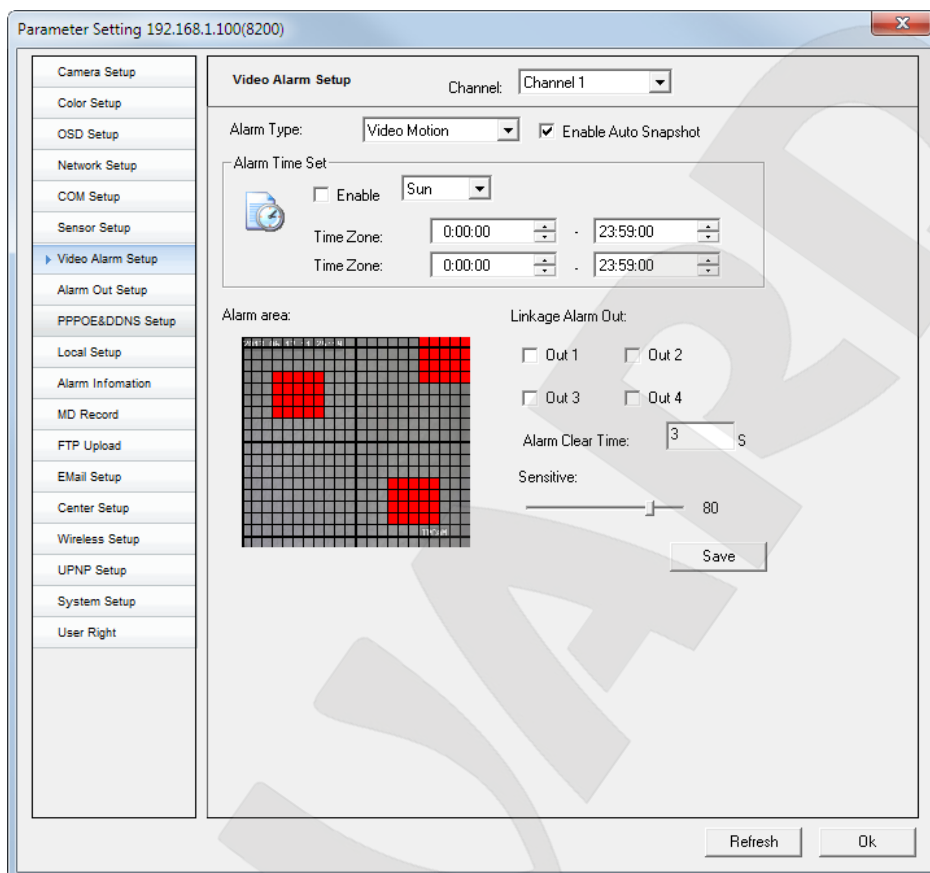 Parameter Setting 192.168.1.100(8200)
Camera Setup
Color Setup
OSD Setup
Network Setup
COM Setup
Sensor Setup
Video Alarm Setup
Alarm Out Setup
PPPOE&DDNS Setup
Local Setup
Alarm Infomation
MD Record
FTP Upload
EMail Setup
Center Setup
Wireless Setup
UPNP Setup
System Setup
User Right
Video Alarm Setup
Channel: Channel 1
Alarm Type: Video Motion Enable Auto Snapshot
Alarm Time Set
Enable Sun
Time Zone: 0:00:00 - 23:59:00
Time Zone: 0:00:00 - 23:59:00
Alarm area:
Linkage Alarm Out:
Out 1 Out 2
Out 3 Out 4
Alarm Clear Time: 3 S
Sensitive:
80
Save
Refresh Ok